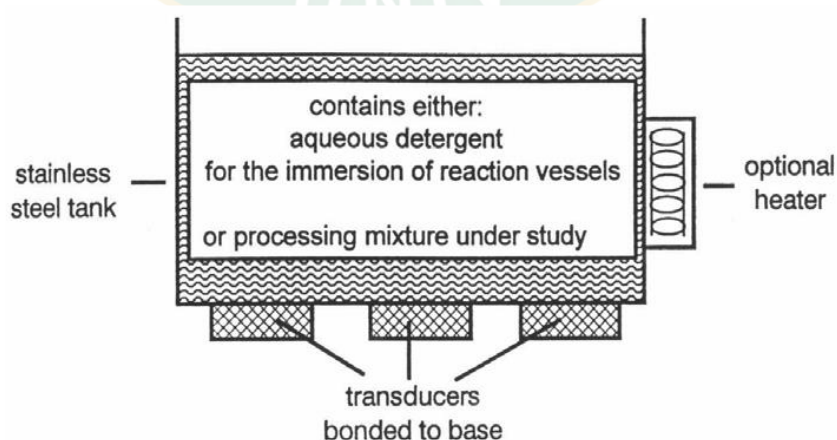 contains either:
aqueous detergent
for the immersion of reaction vessels
or processing mixture under study
stainless
steel tank
optional
heater
transducers
bonded to base